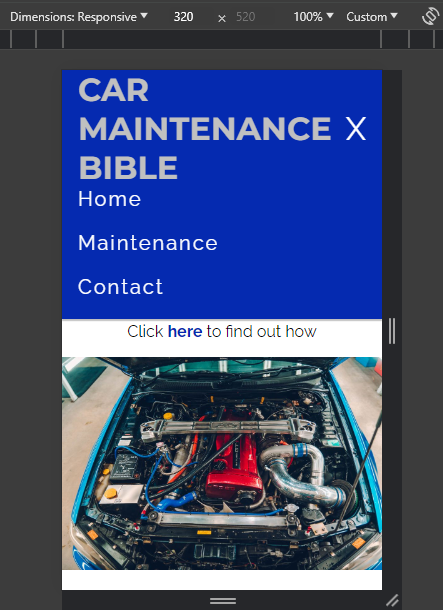 Dimensions: Responsive 320 × 520 100% Custom
CAR
MAINTENANCE X
BIBLE
Home
Maintenance
Contact
Click here to find out how